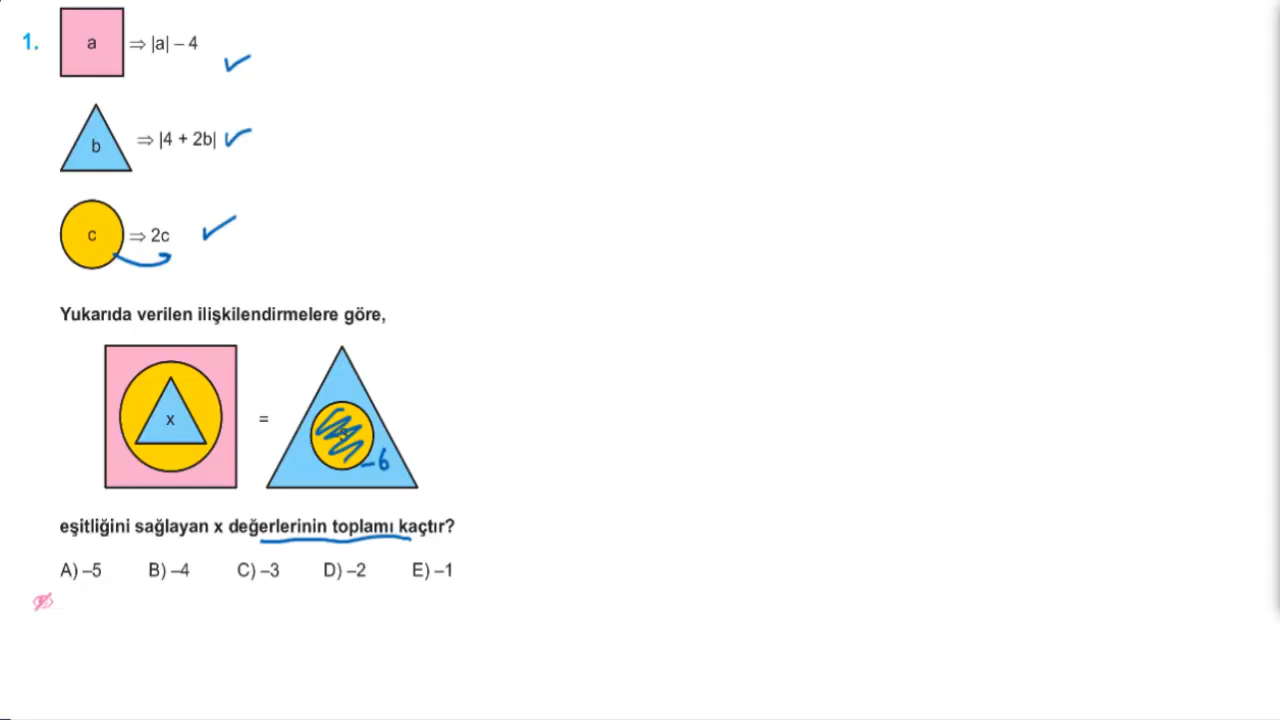 1. a ⇒ |a| – 4
b ⇒ |4 + 2b|
c ⇒ 2c
Yukarıda verilen ilişkilendirmelere göre,
x =
–6
eşitliğini sağlayan x değerlerinin toplamı kaçtır?
A) –5 B) –4 C) –3 D) –2 E) –1